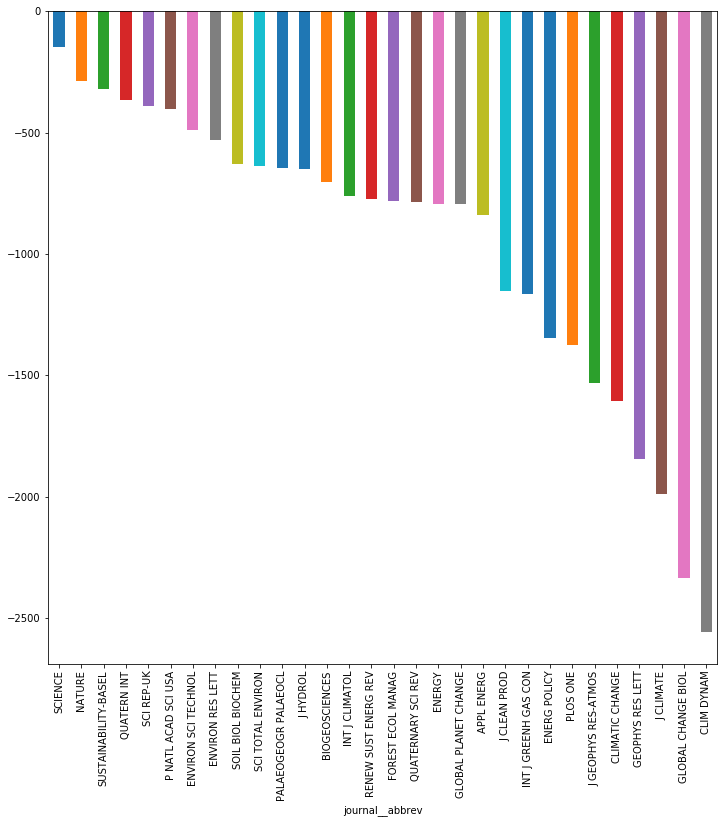 0
−500
−1000
−1500
−2000
−2500
SCIENCE
NATURE
SUSTAINABILITY-BASEL
QUATERN INT
SCI REP-UK
P NATL ACAD SCI USA
ENVIRON SCI TECHNOL
ENVIRON RES LETT
SOIL BIOL BIOCHEM
SCI TOTAL ENVIRON
PALAEOGEOGR PALAEOCL
J HYDROL
BIOGEOSCIENCES
INT J CLIMATOL
RENEW SUST ENERG REV
FOREST ECOL MANAG
QUATERNARY SCI REV
ENERGY
GLOBAL PLANET CHANGE
APPL ENERG
J CLEAN PROD
INT J GREENH GAS CON
ENERG POLICY
PLOS ONE
J GEOPHYS RES-ATMOS
CLIMATIC CHANGE
GEOPHYS RES LETT
J CLIMATE
GLOBAL CHANGE BIOL
CLIM DYNAM
journal__abbrev